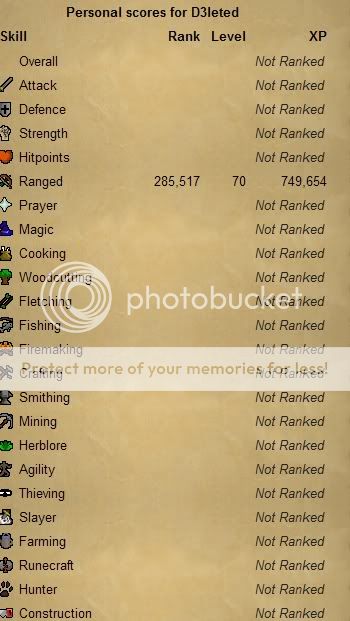 Personal scores for D3leted
Skill Rank Level XP
Overall Not Ranked
Attack Not Ranked
Defence Not Ranked
Strength Not Ranked
Hitpoints Not Ranked
Ranged 285,517 70 749,654
Prayer Not Ranked
Magic Not Ranked
Cooking Not Ranked
Woodcutting Not Ranked
Fletching Not Ranked
photobucket
Fishing Not Ranked
Firemaking Not Ranked
Protect more of your memories for less!
Crafting Not Ranked
Smithing Not Ranked
Mining Not Ranked
Herblore Not Ranked
Agility Not Ranked
Thieving Not Ranked
Slayer Not Ranked
Farming Not Ranked
Runecraft Not Ranked
Hunter Not Ranked
Construction Not Ranked